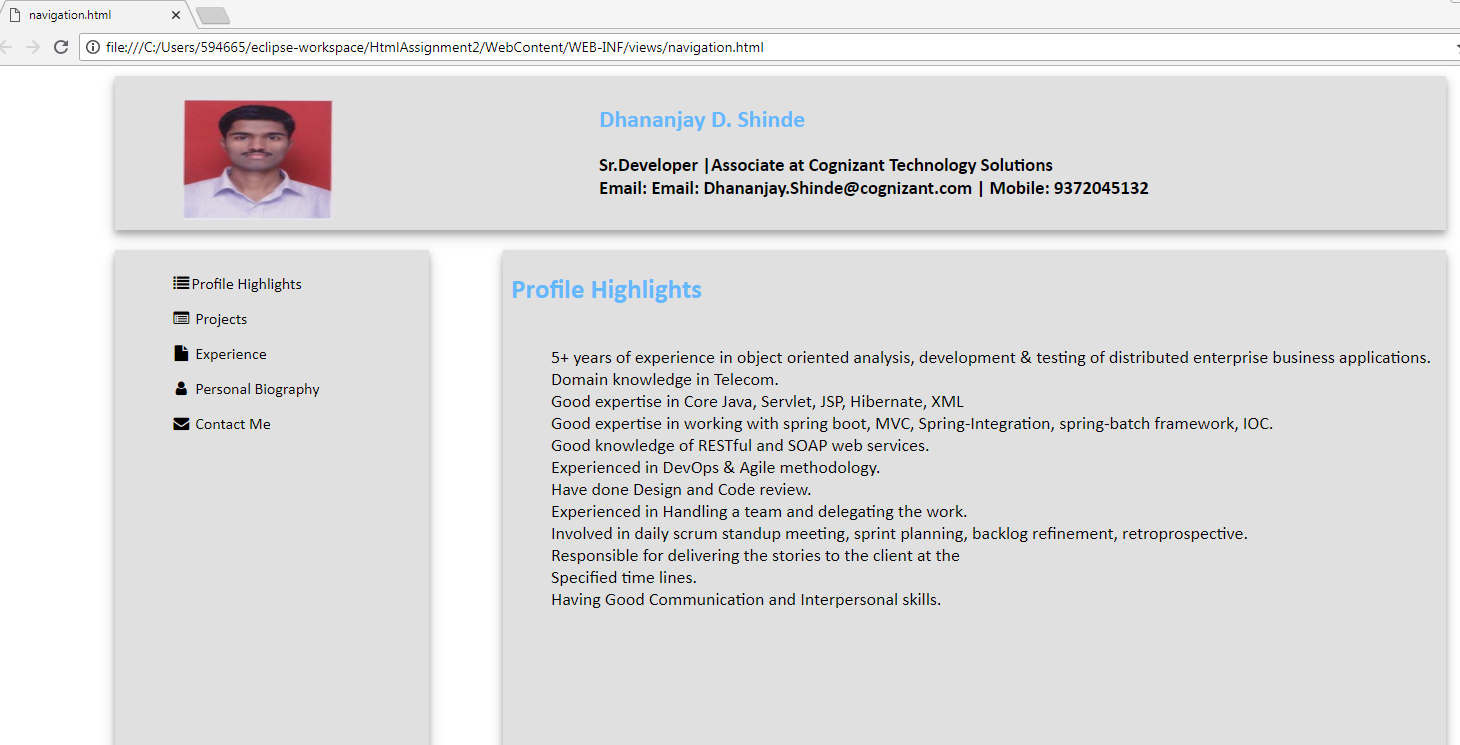 navigation.html
file:///C:/Users/594665/eclipse-workspace/HtmlAssignment2/WebContent/WEB-INF/views/navigation.html
Dhananjay D. Shinde
Sr.Developer |Associate at Cognizant Technology Solutions
Email: Email: Dhananjay.Shinde@cognizant.com | Mobile: 9372045132
Profile Highlights
Projects
Experience
Personal Biography
Contact Me
Profile Highlights
5+ years of experience in object oriented analysis, development & testing of distributed enterprise business applications.
Domain knowledge in Telecom.
Good expertise in Core Java, Servlet, JSP, Hibernate, XML
Good expertise in working with spring boot, MVC, Spring-Integration, spring-batch framework, IOC.
Good knowledge of RESTful and SOAP web services.
Experienced in DevOps & Agile methodology.
Have done Design and Code review.
Experienced in Handling a team and delegating the work.
Involved in daily scrum standup meeting, sprint planning, backlog refinement, retroprospective.
Responsible for delivering the stories to the client at the
Specified time lines.
Having Good Communication and Interpersonal skills.